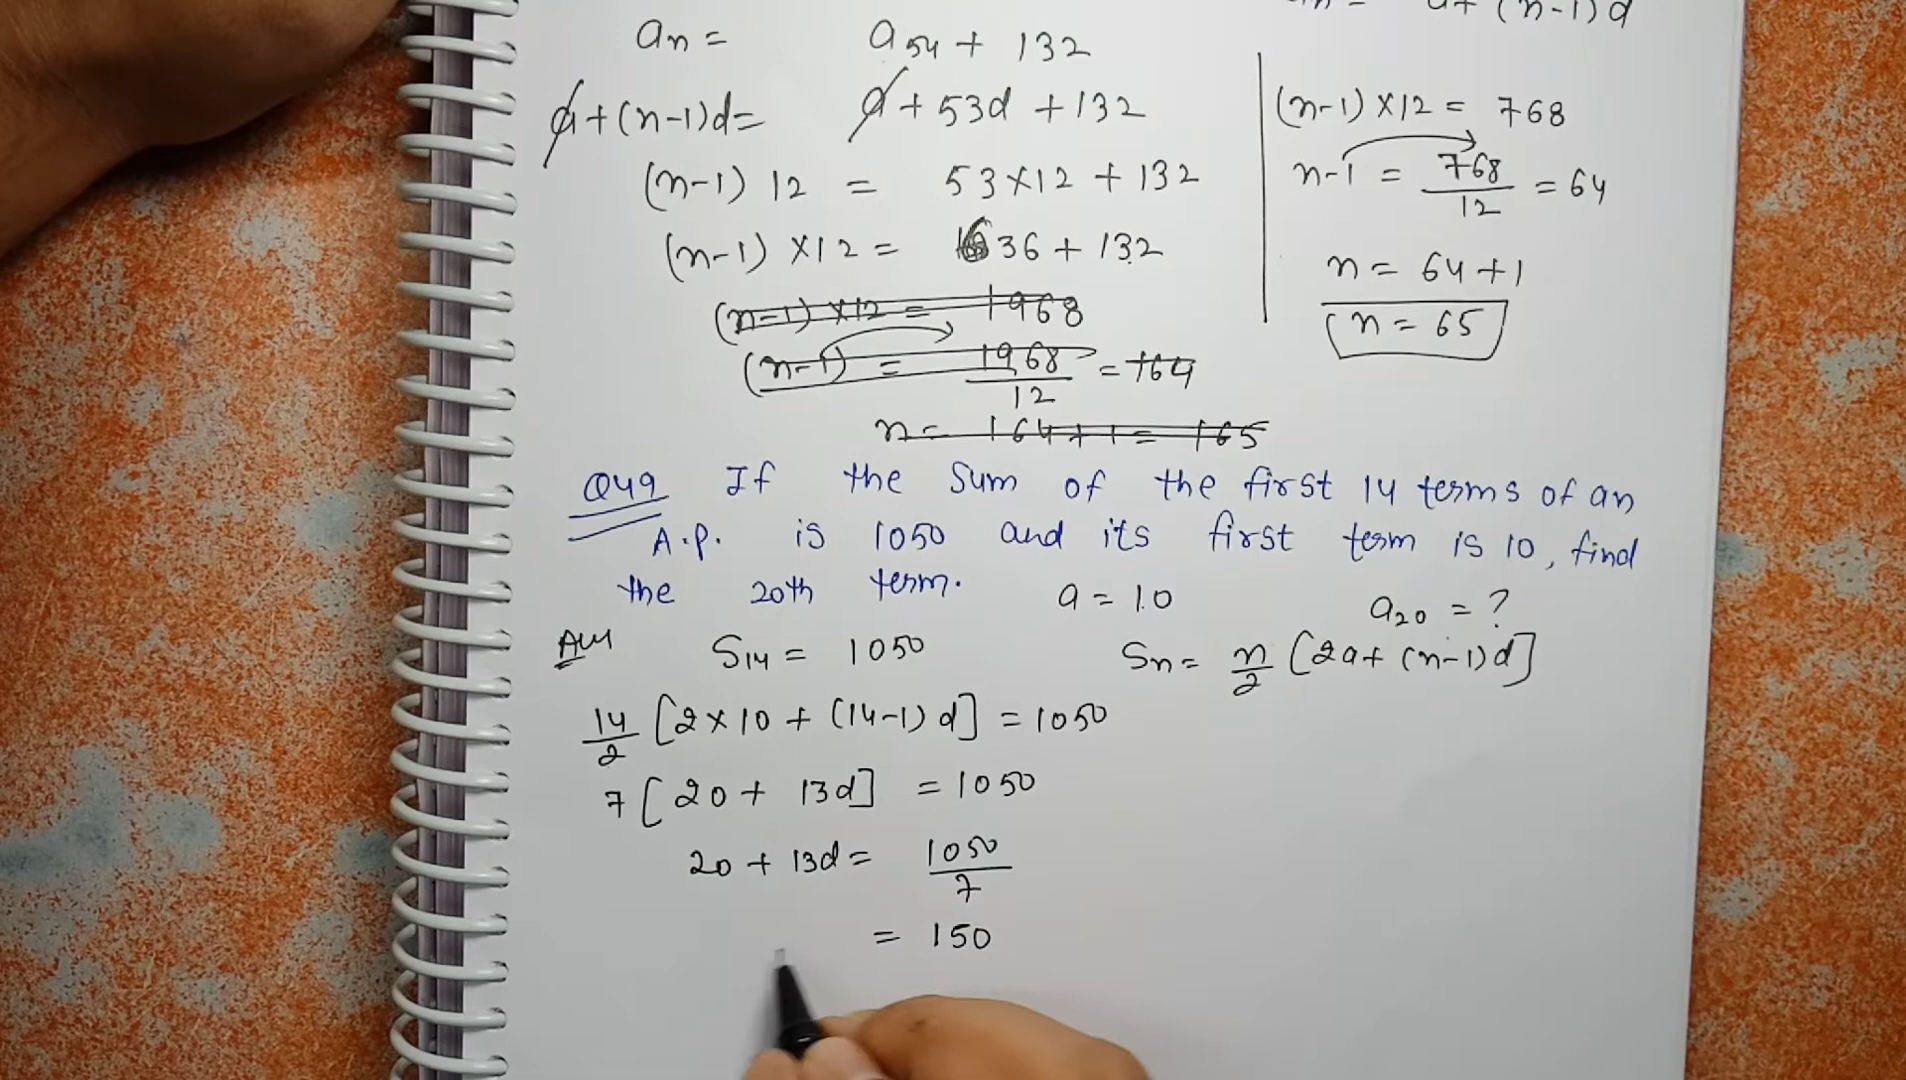 a + (n-1)d
an = a54 + 132
a+(n-1)d = a + 53d + 132
(n-1) 12 = 53×12 + 132
(n-1) ×12 = 636 + 132
(n-1) ×12 = 1968
(n-1) = 1968/12 = 164
n = 164 + 1 = 165
(n-1) ×12 = 768
n-1 = 768/12 = 64
n = 64 + 1
n = 65
Q49 If the Sum of the first 14 terms of an
A.P. is 1050 and its first term is 10, find
the 20th term.
a = 10
a20 = ?
Ans S14 = 1050
Sn = n/2 [2a + (n-1)d]
14/2 [2×10 + (14-1) d] = 1050
7 [20 + 13d] = 1050
20 + 13d = 1050/7
= 150